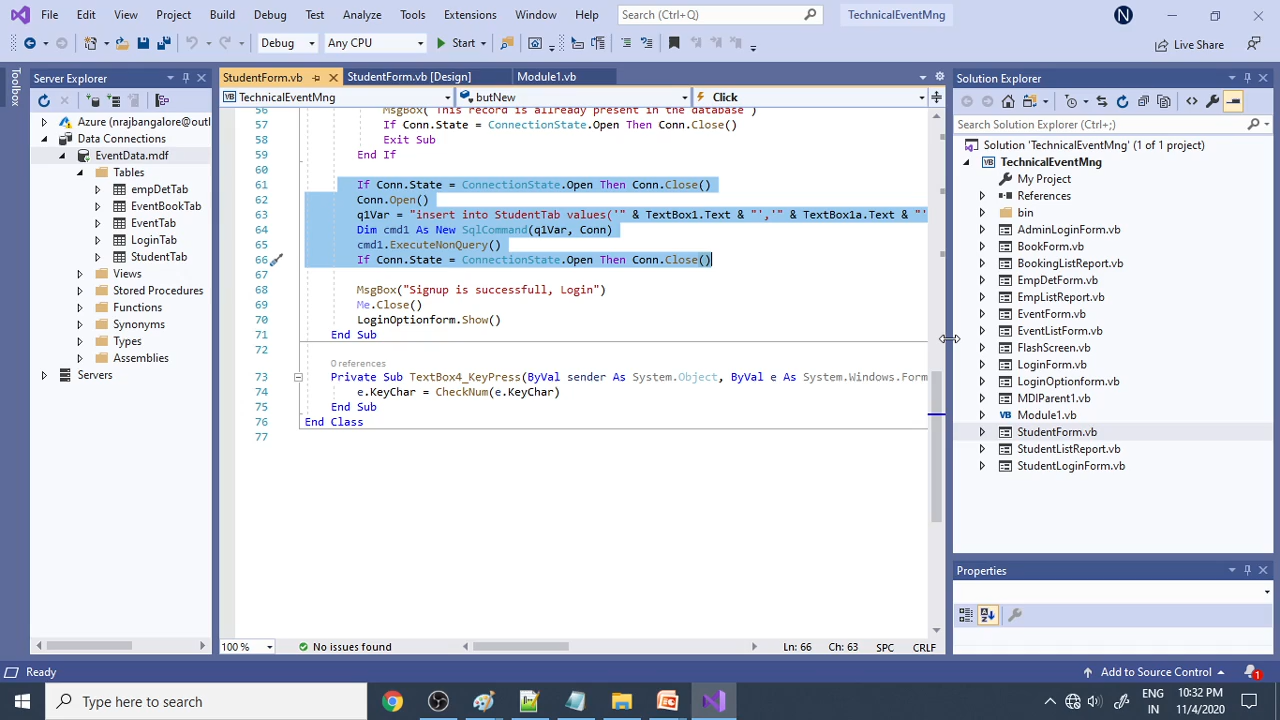 File Edit View Project Build Debug Test Analyze Tools Extensions Window Help Search (Ctrl+Q) TechnicalEventMng N
Debug Any CPU Start Live Share
Toolbox
Server Explorer
Azure (nrajbangalore@outl
Data Connections
EventData.mdf
Tables
empDetTab
EventBookTab
EventTab
LoginTab
StudentTab
Views
Stored Procedures
Functions
Synonyms
Types
Assemblies
Servers
StudentForm.vb StudentForm.vb [Design] Module1.vb
TechnicalEventMng butNew Click
56 MsgBox("This record is allready present in the database")
57 If Conn.State = ConnectionState.Open Then Conn.Close()
58 Exit Sub
59 End If
60
61 If Conn.State = ConnectionState.Open Then Conn.Close()
62 Conn.Open()
63 q1Var = "insert into StudentTab values('" & TextBox1.Text & "','" & TextBox1a.Text & "'
64 Dim cmd1 As New SqlCommand(q1Var, Conn)
65 cmd1.ExecuteNonQuery()
66 If Conn.State = ConnectionState.Open Then Conn.Close()
67
68 MsgBox("Signup is successfull, Login")
69 Me.Close()
70 LoginOptionform.Show()
71 End Sub
72
0 references
73 Private Sub TextBox4_KeyPress(ByVal sender As System.Object, ByVal e As System.Windows.Form
74 e.KeyChar = CheckNum(e.KeyChar)
75 End Sub
76 End Class
77
100 % No issues found Ln: 66 Ch: 63 SPC CRLF
Solution Explorer
Search Solution Explorer (Ctrl+;)
Solution 'TechnicalEventMng' (1 of 1 project)
TechnicalEventMng
My Project
References
bin
AdminLoginForm.vb
BookForm.vb
BookingListReport.vb
EmpDetForm.vb
EmpListReport.vb
EventForm.vb
EventListForm.vb
FlashScreen.vb
LoginForm.vb
LoginOptionform.vb
MDIParent1.vb
Module1.vb
StudentForm.vb
StudentListReport.vb
StudentLoginForm.vb
Properties
Ready Add to Source Control 1
Type here to search ENG IN 10:32 PM 11/4/2020